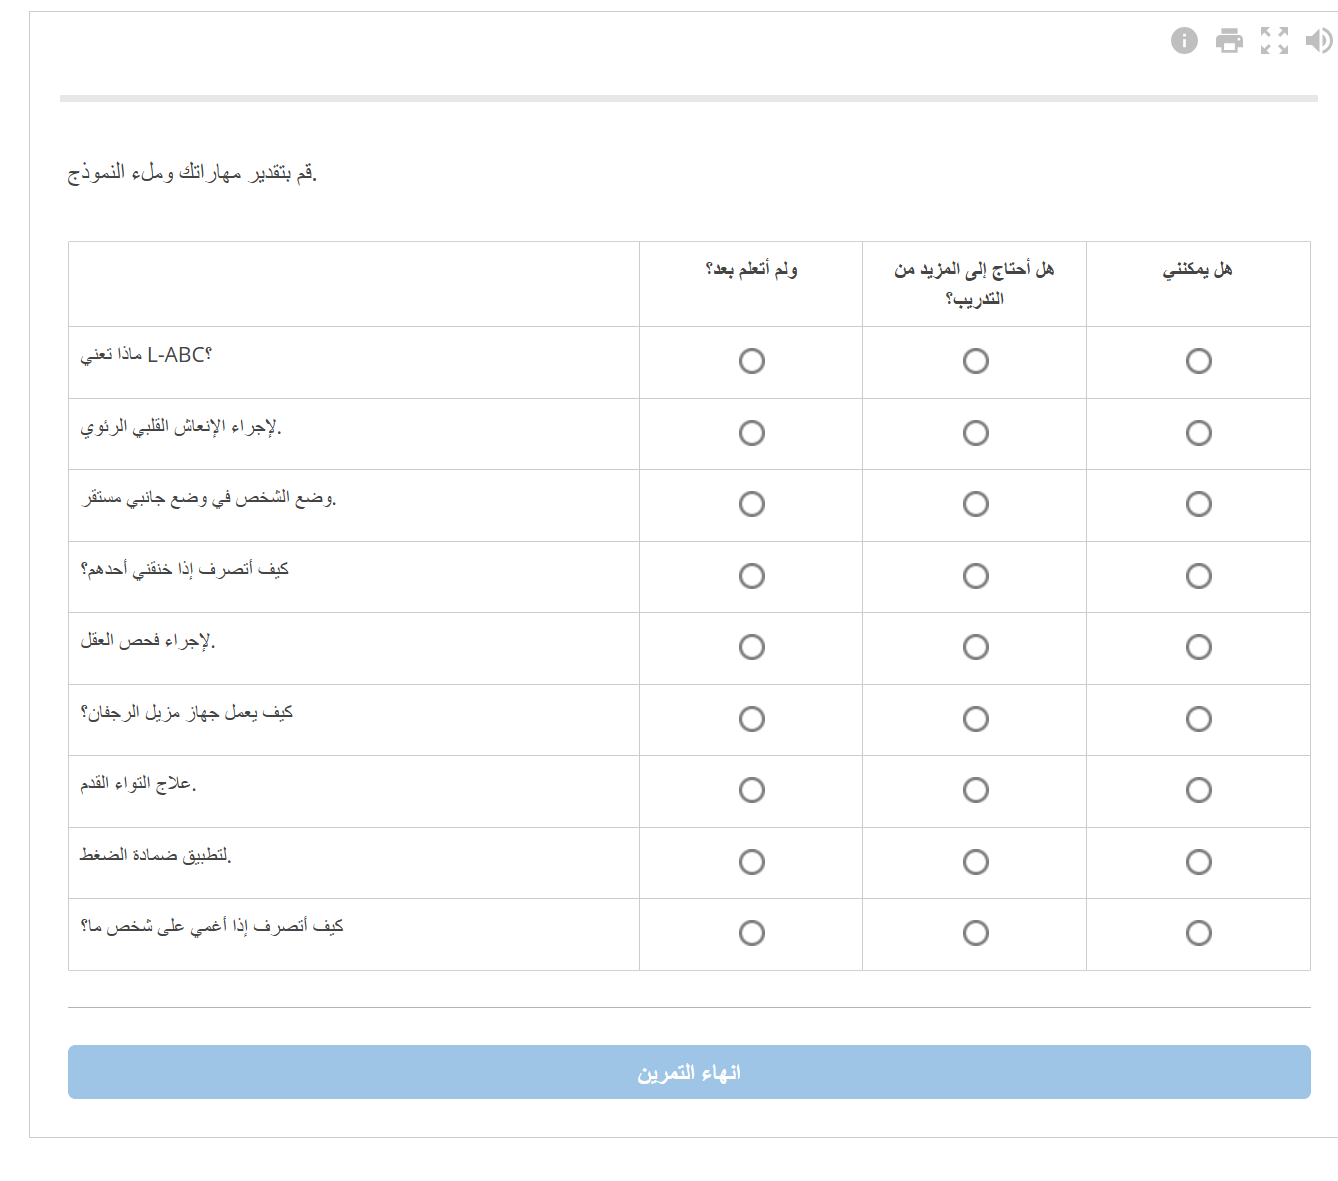 قم بتقدير مهاراتك وملء النموذج.
هل يمكنني
هل أحتاج إلى المزيد من
التدريب؟
ولم أتعلم بعد؟
ماذا تعني L-ABC؟
لإجراء الإنعاش القلبي الرئوي.
وضع الشخص في وضع جانبي مستقر.
كيف أتصرف إذا خنقني أحدهم؟
لإجراء فحص العقل.
كيف يعمل جهاز مزيل الرجفان؟
علاج التواء القدم.
لتطبيق ضمادة الضغط.
كيف أتصرف إذا أغمي على شخص ما؟
انهاء التمرين